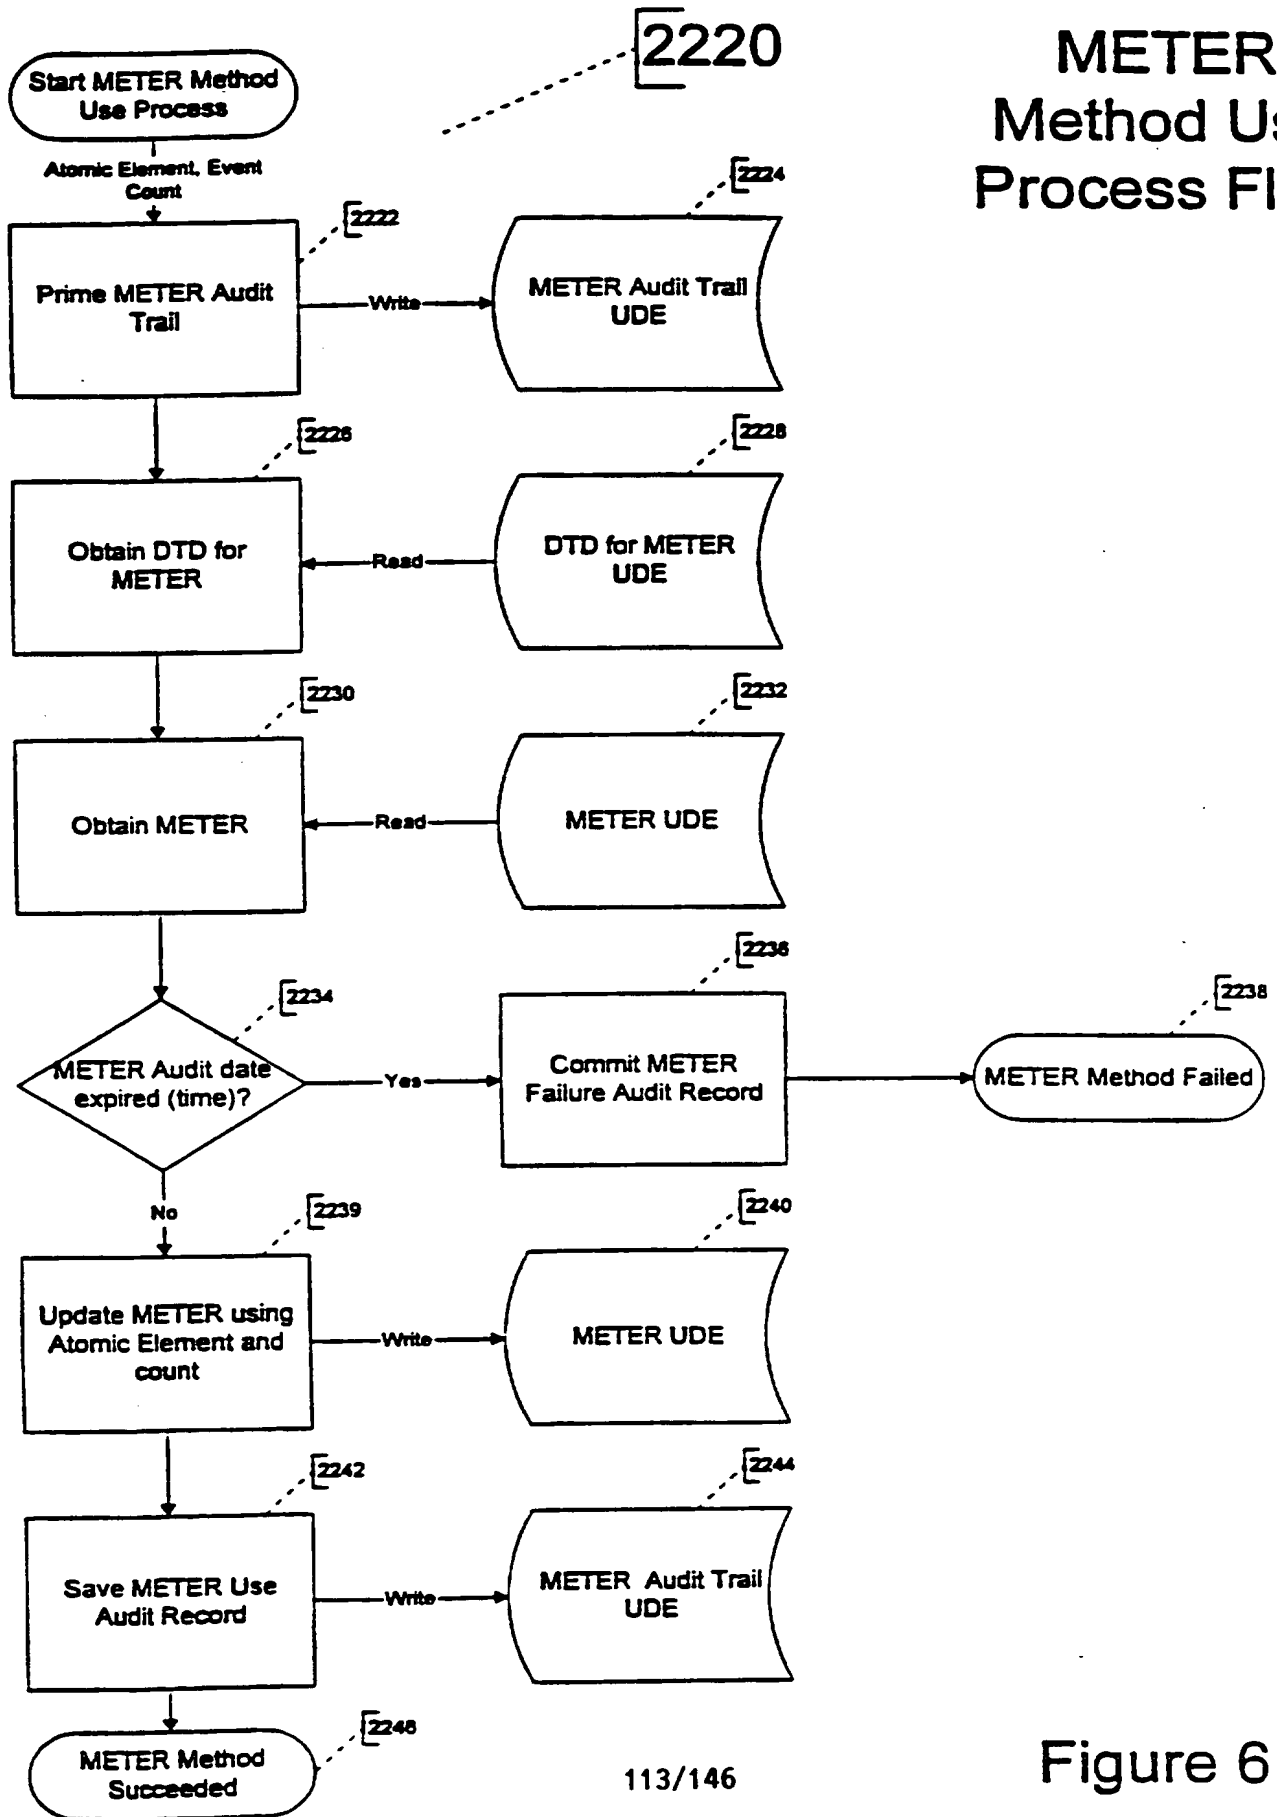 2220
METER
Method Us
Process Fl
Start METER Method
Use Process
Atomic Element, Event
Count
2222
2224
Prime METER Audit
Trail
Write
METER Audit Trail
UDE
2226
2228
Obtain DTD for
METER
Read
DTD for METER
UDE
2230
2232
Obtain METER
Read
METER UDE
2234
2236
2238
METER Audit date
expired (time)?
Yes
Commit METER
Failure Audit Record
METER Method Failed
No
2239
2240
Update METER using
Atomic Element and
count
Write
METER UDE
2242
2244
Save METER Use
Audit Record
Write
METER Audit Trail
UDE
2246
METER Method
Succeeded
113/146
Figure 6